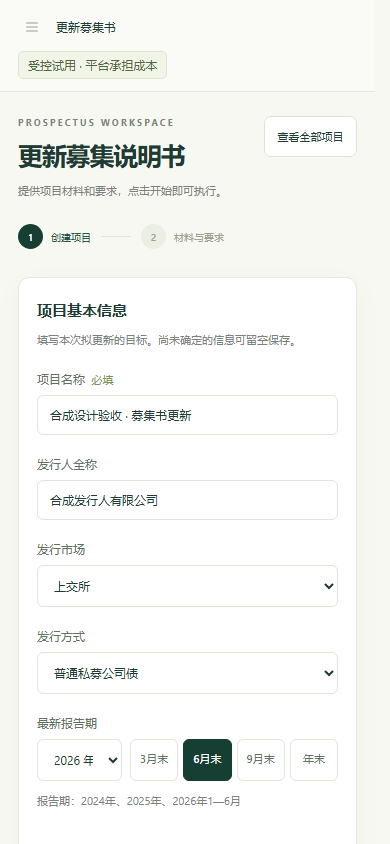 更新募集书
受控试用 · 平台承担成本
PROSPECTUS WORKSPACE
查看全部项目
更新募集说明书
提供项目材料和要求，点击开始即可执行。
1 创建项目 2 材料与要求
项目基本信息
填写本次拟更新的目标。尚未确定的信息可留空保存。
项目名称 必填
合成设计验收 · 募集书更新
发行人全称
合成发行人有限公司
发行市场
上交所
发行方式
普通私募公司债
最新报告期
2026 年 3月末 6月末 9月末 年末
报告期：2024年、2025年、2026年1—6月